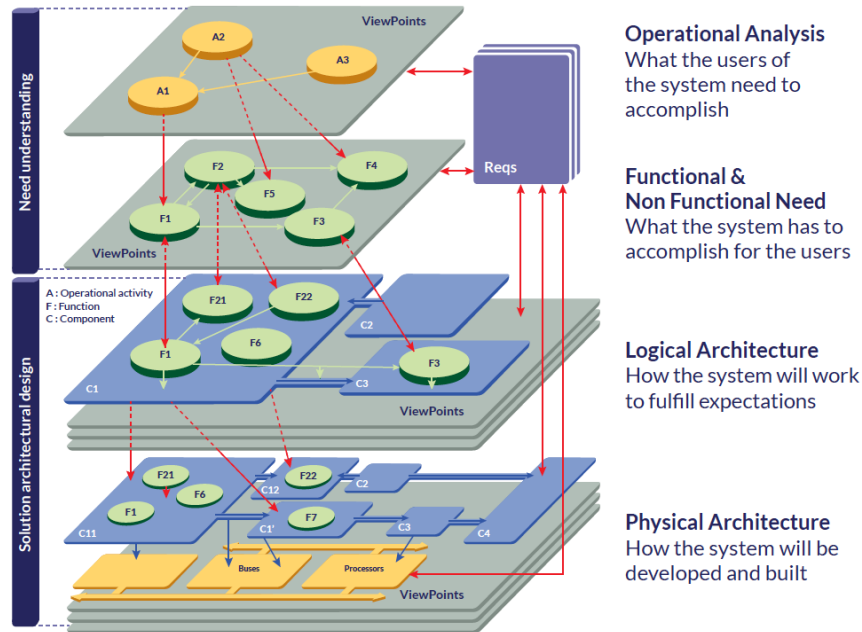 Need understanding
Solution architectural design
ViewPoints
A2
A3
A1
Reqs
F2
F4
F5
F1
F3
ViewPoints
A : Operational activity
F : Function
C : Component
F21
F22
C2
F6
F1
F3
C1
C3
ViewPoints
F21
F22
C2
C12
F6
F1
F7
C3
C11
C1'
C4
Buses
Processors
ViewPoints
Operational Analysis
What the users of
the system need to
accomplish
Functional &
Non Functional Need
What the system has to
accomplish for the users
Logical Architecture
How the system will work
to fulfill expectations
Physical Architecture
How the system will be
developed and built